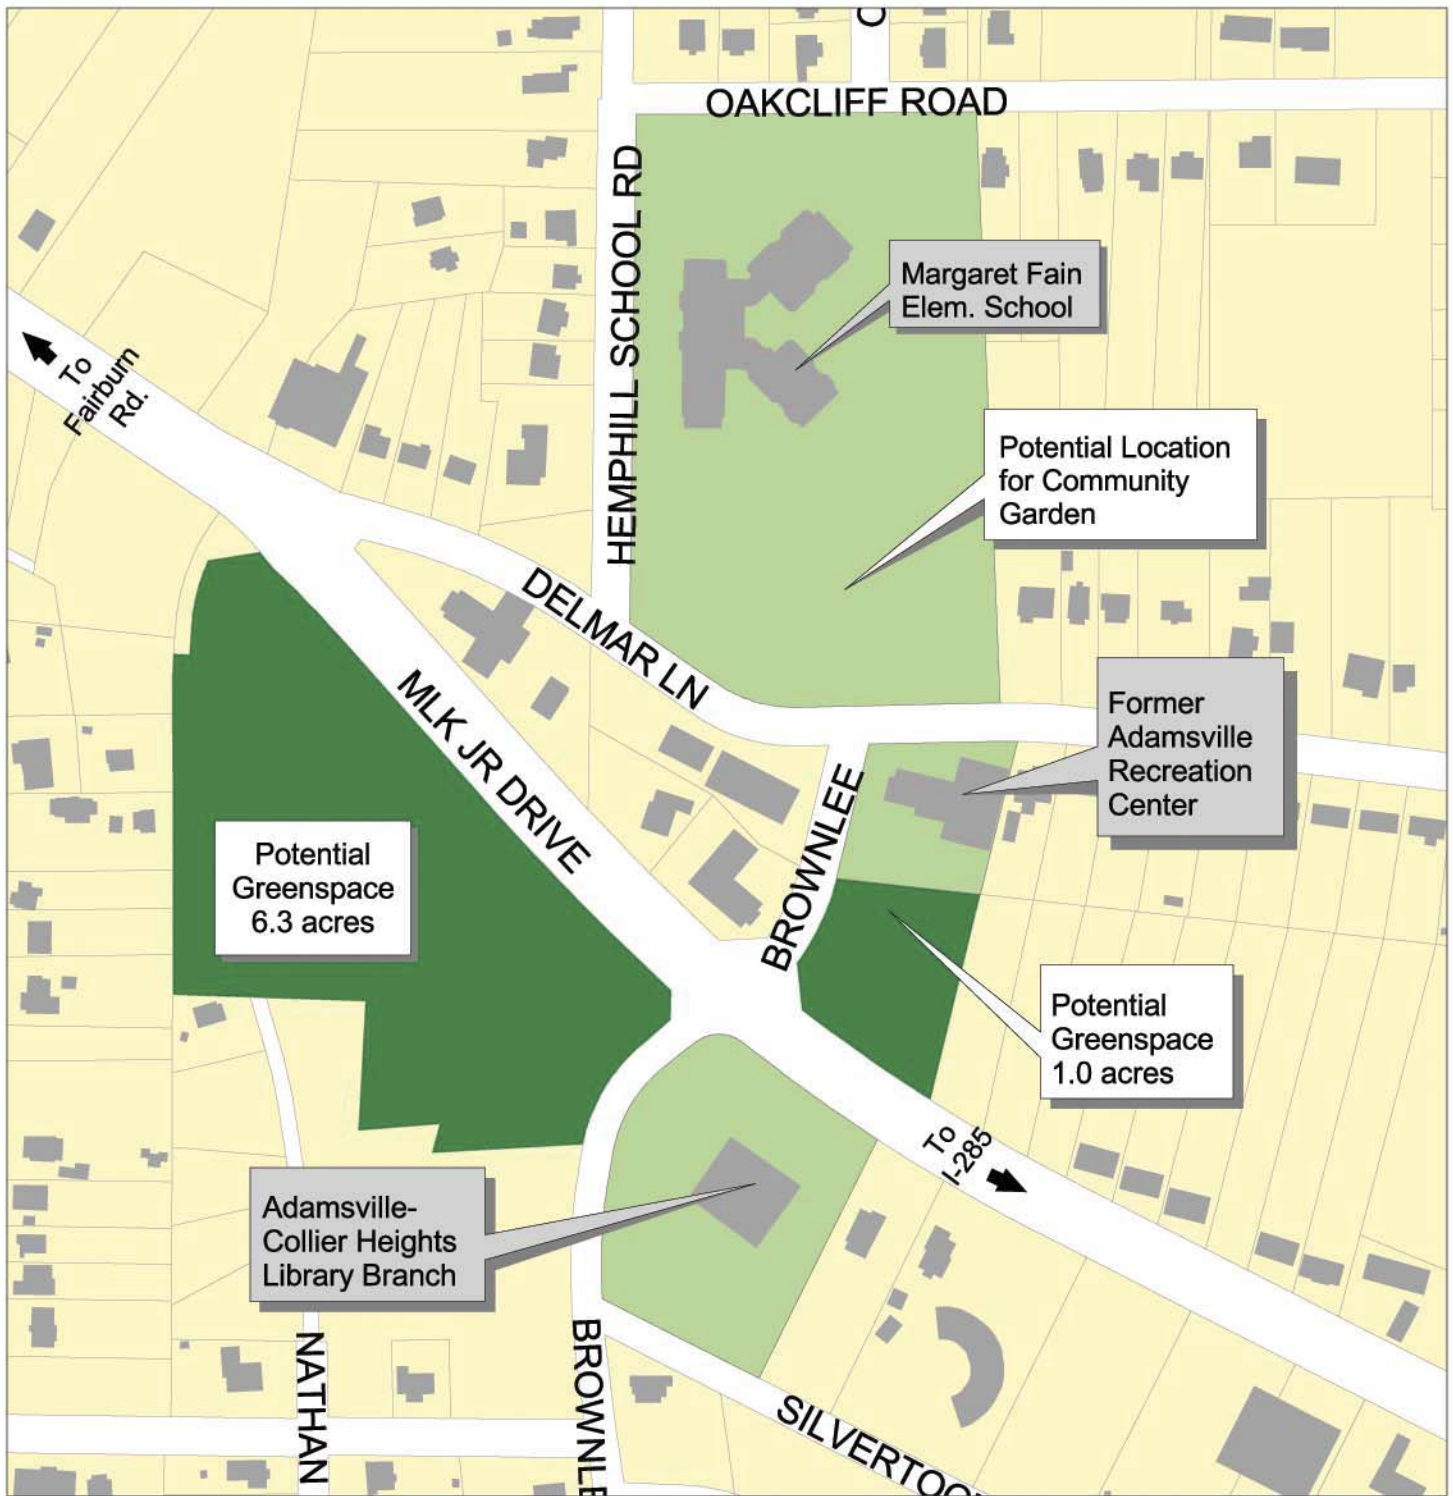 C
OAKCLIFF ROAD
HEMPHILL SCHOOL RD
Margaret Fain
Elem. School
To
Fairburn
Rd.
Potential Location
for Community
Garden
DELMAR LN
MLK JR DRIVE
Former
Adamsville
Recreation
Center
BROWNLEE
Potential
Greenspace
6.3 acres
Potential
Greenspace
1.0 acres
To
I-285
Adamsville-
Collier Heights
Library Branch
NATHAN
BROWNLE
SILVERTO